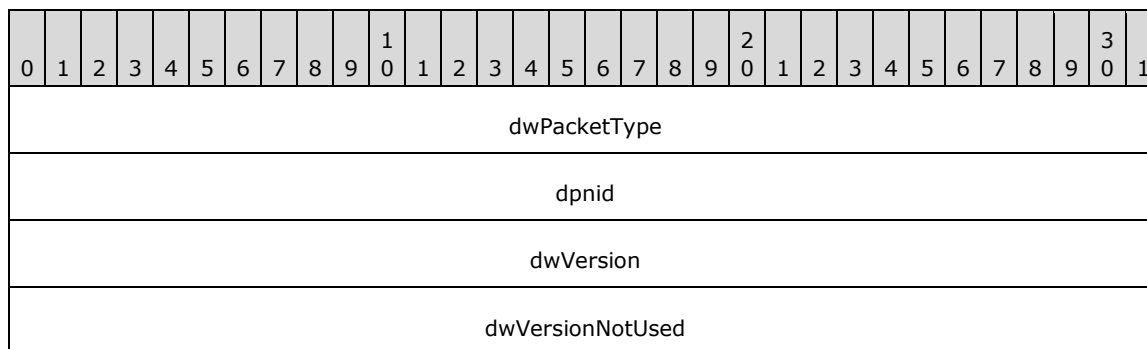 1 2 3
0 1 2 3 4 5 6 7 8 9 0 1 2 3 4 5 6 7 8 9 0 1 2 3 4 5 6 7 8 9 0 1
dwPacketType
dpnid
dwVersion
dwVersionNotUsed